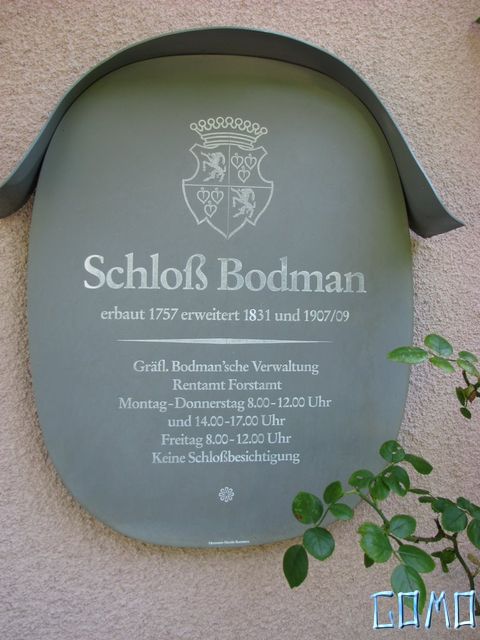 Schloß Bodman
erbaut 1757 erweitert 1831 und 1907/09
Gräfl. Bodman'sche Verwaltung
Rentamt Forstamt
Montag-Donnerstag 8.00-12.00 Uhr
und 14.00-17.00 Uhr
Freitag 8.00-12.00 Uhr
Keine Schloßbesichtigung
GOMO